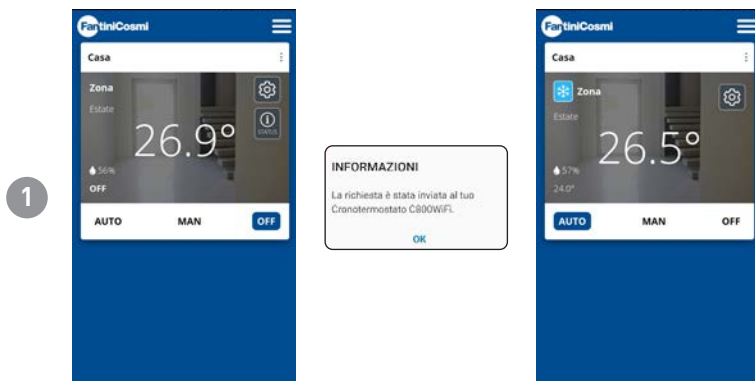 1
FantiniCosmi
Casa
Zona
Estate
26.9°
STATUS
56%
OFF
AUTO MAN OFF
INFORMAZIONI
La richiesta è stata inviata al tuo
Cronotermostato C800WiFi.
OK
FantiniCosmi
Casa
Zona
Estate
26.5°
57%
24.0°
AUTO MAN OFF